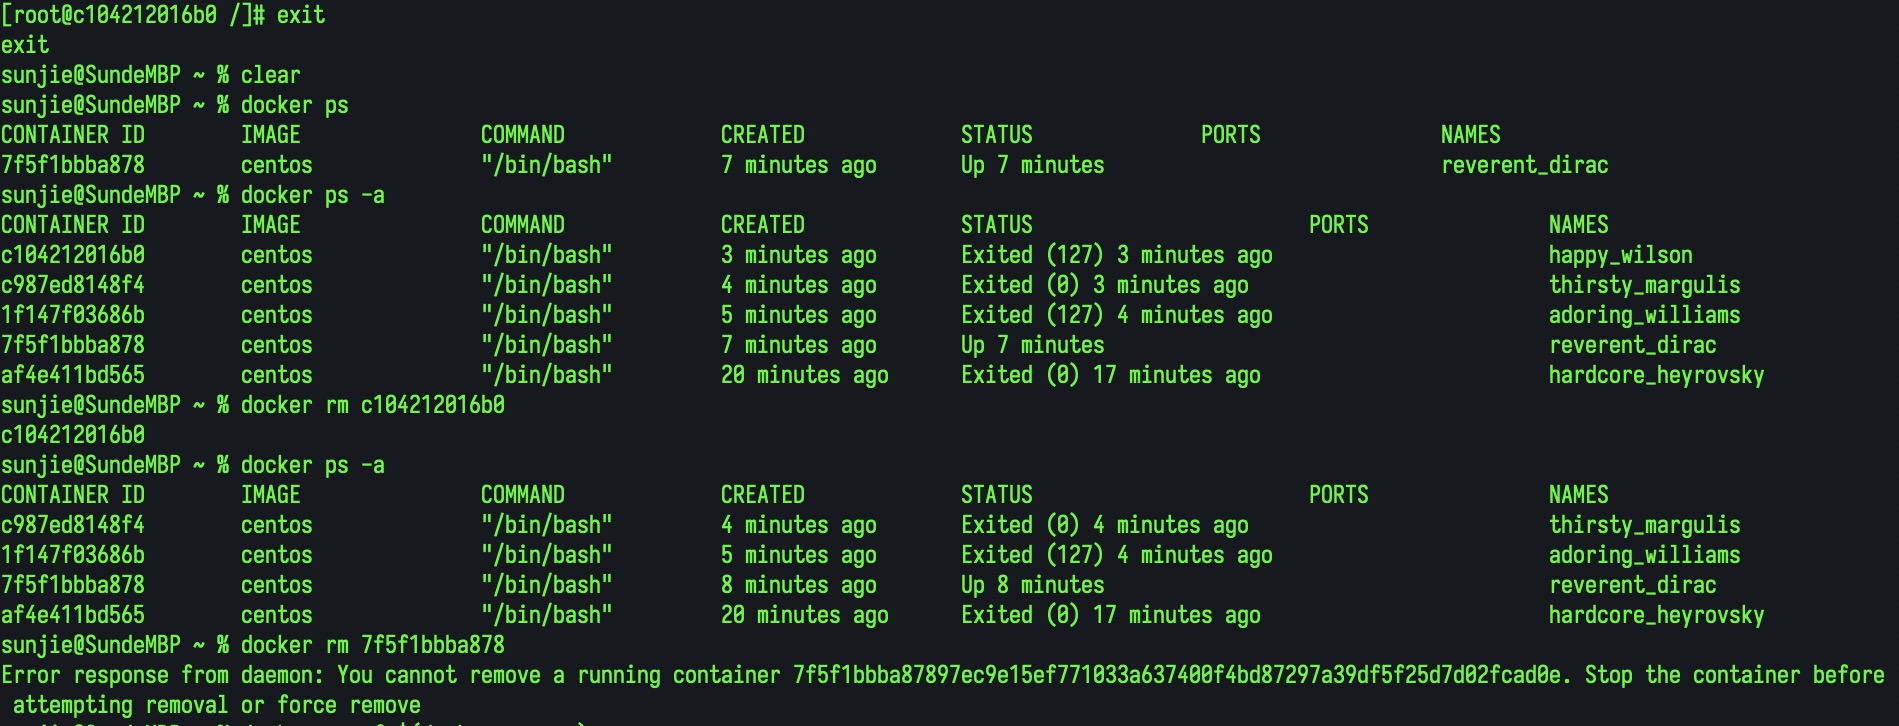 [root@c104212016b0 /]# exit
exit
sunjie@SundeMBP ~ % clear
sunjie@SundeMBP ~ % docker ps
CONTAINER ID        IMAGE               COMMAND             CREATED             STATUS              PORTS               NAMES
7f5f1bbba878        centos              "/bin/bash"         7 minutes ago       Up 7 minutes                            reverent_dirac
sunjie@SundeMBP ~ % docker ps -a
CONTAINER ID        IMAGE               COMMAND             CREATED             STATUS                       PORTS               NAMES
c104212016b0        centos              "/bin/bash"         3 minutes ago       Exited (127) 3 minutes ago                       happy_wilson
c987ed8148f4        centos              "/bin/bash"         4 minutes ago       Exited (0) 3 minutes ago                         thirsty_margulis
1f147f03686b        centos              "/bin/bash"         5 minutes ago       Exited (127) 4 minutes ago                       adoring_williams
7f5f1bbba878        centos              "/bin/bash"         7 minutes ago       Up 7 minutes                                     reverent_dirac
af4e411bd565        centos              "/bin/bash"         20 minutes ago      Exited (0) 17 minutes ago                        hardcore_heyrovsky
sunjie@SundeMBP ~ % docker rm c104212016b0
c104212016b0
sunjie@SundeMBP ~ % docker ps -a
CONTAINER ID        IMAGE               COMMAND             CREATED             STATUS                       PORTS               NAMES
c987ed8148f4        centos              "/bin/bash"         4 minutes ago       Exited (0) 4 minutes ago                         thirsty_margulis
1f147f03686b        centos              "/bin/bash"         5 minutes ago       Exited (127) 4 minutes ago                       adoring_williams
7f5f1bbba878        centos              "/bin/bash"         8 minutes ago       Up 8 minutes                                     reverent_dirac
af4e411bd565        centos              "/bin/bash"         20 minutes ago      Exited (0) 17 minutes ago                        hardcore_heyrovsky
sunjie@SundeMBP ~ % docker rm 7f5f1bbba878
Error response from daemon: You cannot remove a running container 7f5f1bbba87897ec9e15ef771033a637400f4bd87297a39df5f25d7d02fcad0e. Stop the container before
attempting removal or force remove